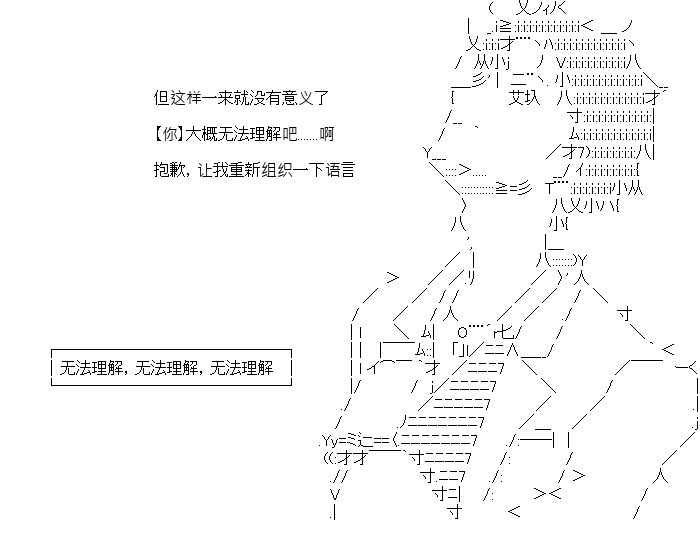 但这样一来就没有意义了
【你】大概无法理解吧......啊
抱歉，让我重新组织一下语言
无法理解，无法理解，无法理解